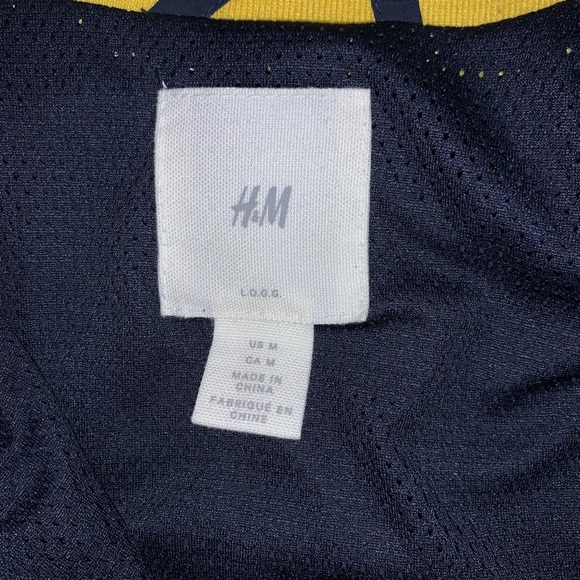 H&M
L.O.G.G.
US M
CA M
MADE IN
CHINA
FABRIQUE EN
CHINE